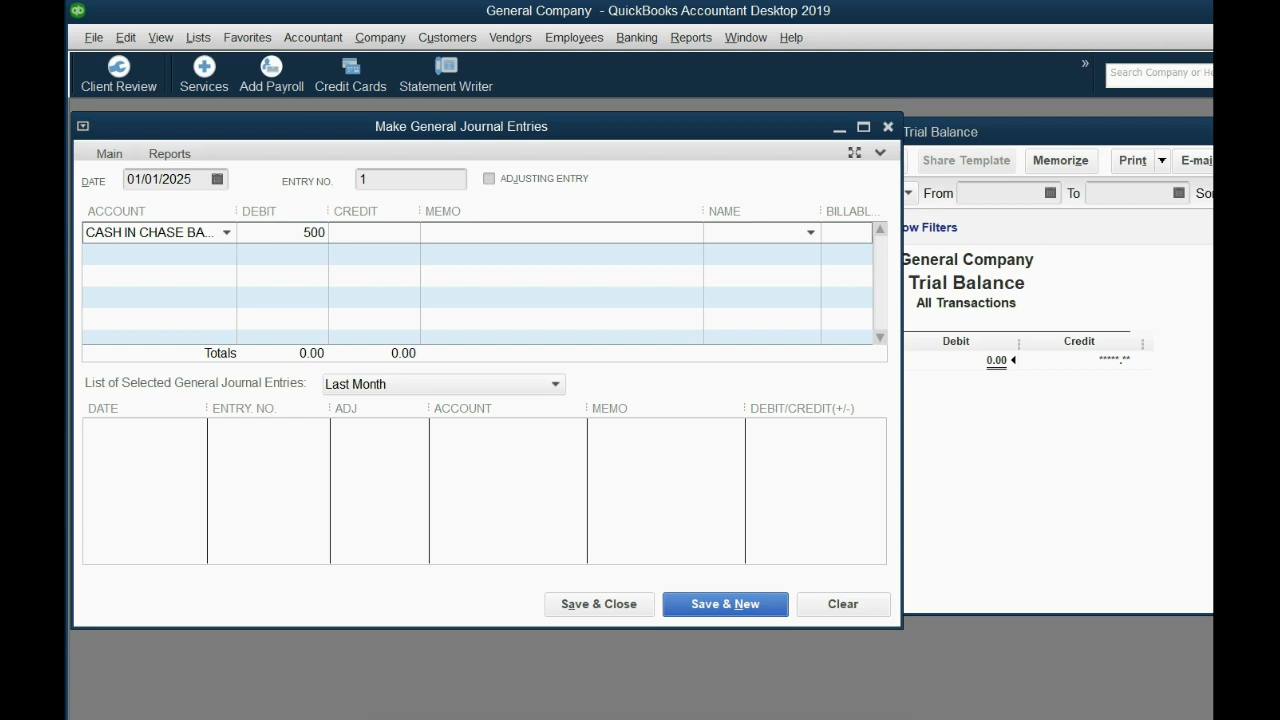 General Company - QuickBooks Accountant Desktop 2019
File Edit View Lists Favorites Accountant Company Customers Vendors Employees Banking Reports Window Help
Client Review Services Add Payroll Credit Cards Statement Writer » Search Company or He
Make General Journal Entries
Main Reports
DATE 01/01/2025 ENTRY NO. 1 ADJUSTING ENTRY
ACCOUNT DEBIT CREDIT MEMO NAME BILLABL...
CASH IN CHASE BA... 500
Totals 0.00 0.00
List of Selected General Journal Entries: Last Month
DATE ENTRY. NO. ADJ ACCOUNT MEMO DEBIT/CREDIT(+/-)
Save & Close Save & New Clear
Trial Balance
Share Template Memorize Print E-mai
From To Sor
ow Filters
General Company
Trial Balance
All Transactions
Debit Credit
0.00 *****.**